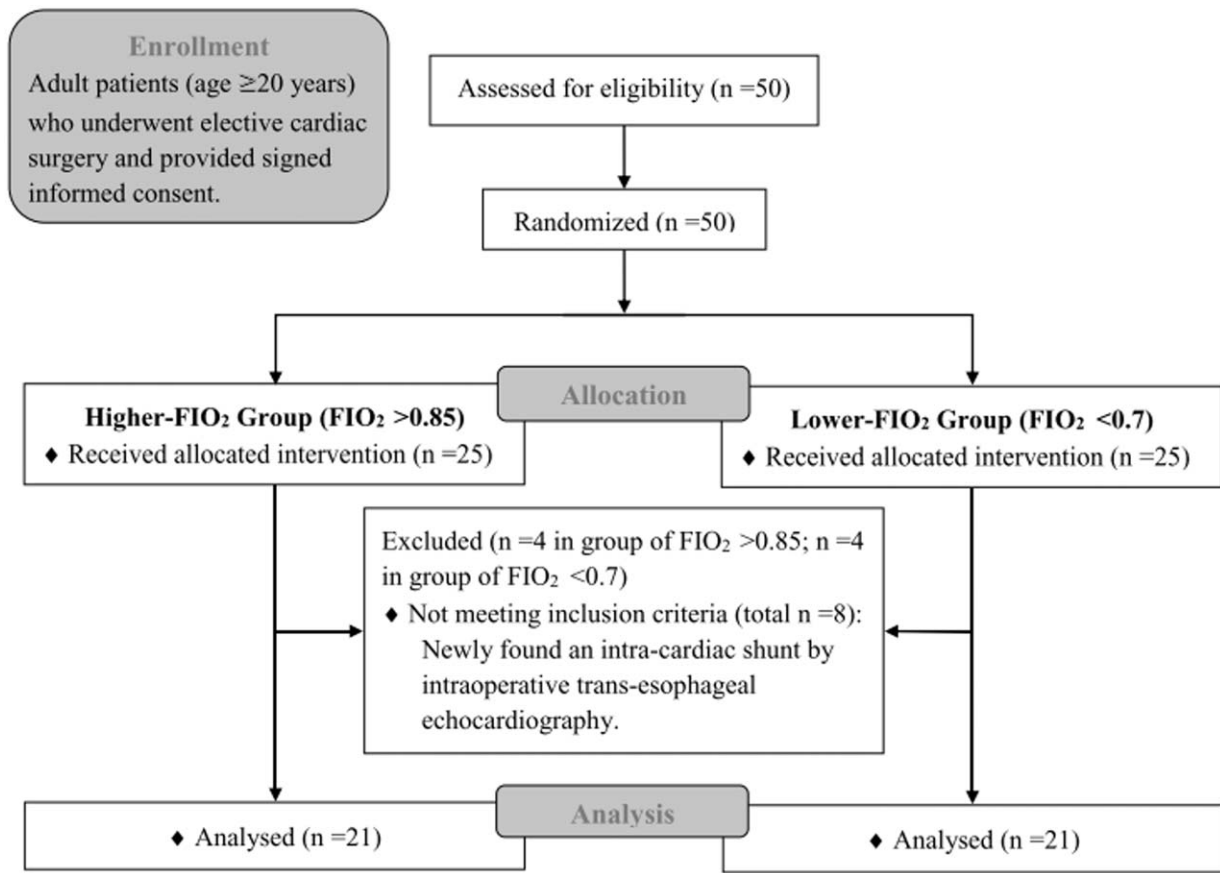 Enrollment
Adult patients (age ≥20 years)
who underwent elective cardiac
surgery and provided signed
informed consent.
Assessed for eligibility (n =50)
Randomized (n =50)
Allocation
Higher-FIO₂ Group (FIO₂ >0.85)
♦ Received allocated intervention (n =25)
Lower-FIO₂ Group (FIO₂ <0.7)
♦ Received allocated intervention (n =25)
Excluded (n =4 in group of FIO₂ >0.85; n =4
in group of FIO₂ <0.7)
♦ Not meeting inclusion criteria (total n =8):
Newly found an intra-cardiac shunt by
intraoperative trans-esophageal
echocardiography.
Analysis
♦ Analysed (n =21)
♦ Analysed (n =21)